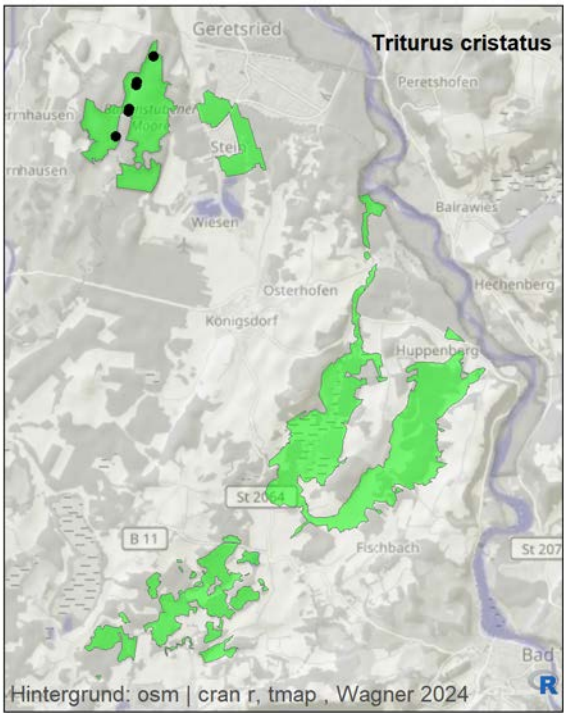 Geretsried
Triturus cristatus
Peretshofen
Moore
Stein
rnhausen
Wiesen
Bairawies
Hechenberg
Osterhofen
Königsdorf
Huppenberg
St 2064
B 11
Fischbach
St 207
Bad
R
Hintergrund: osm | cran r, tmap , Wagner 2024